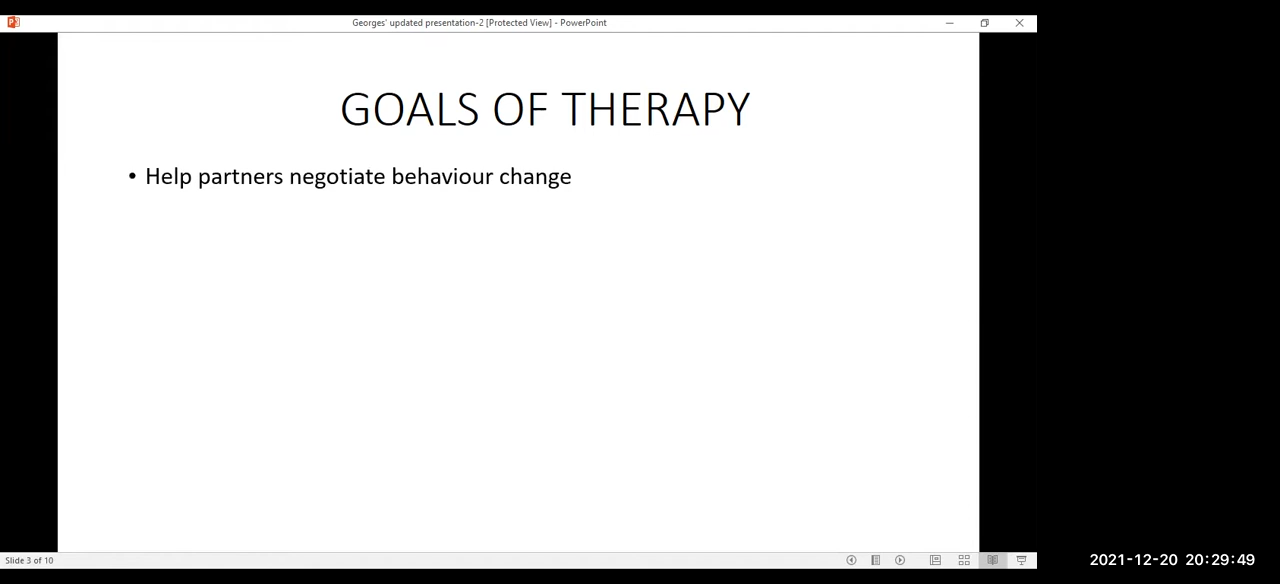 Georges' updated presentation-2 [Protected View] - PowerPoint
GOALS OF THERAPY
• Help partners negotiate behaviour change
Slide 3 of 10
2021-12-20 20:29:49